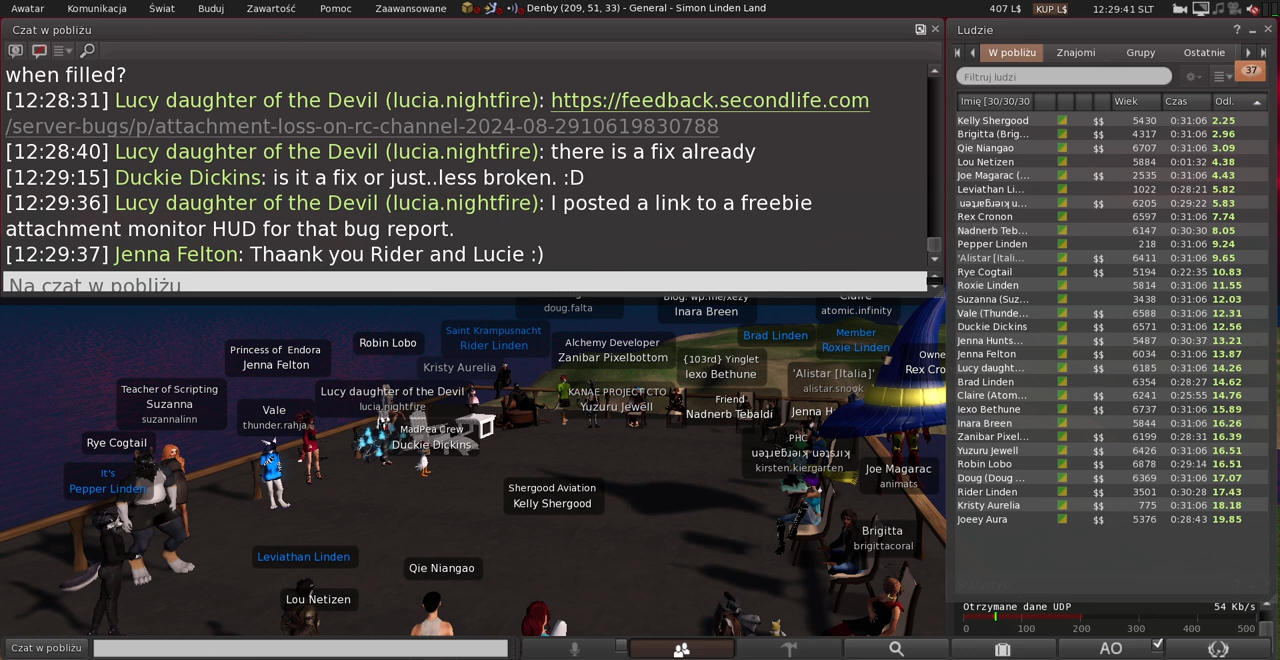 Awatar Komunikacja Świat Buduj Zawartość Pomoc Zaawansowane Denby (209, 51, 33) - General - Simon Linden Land 407 L$ KUP L$ 12:29:41 SLT
Czat w pobliżu
when filled?
[12:28:31] Lucy daughter of the Devil (lucia.nightfire): https://feedback.secondlife.com
/server-bugs/p/attachment-loss-on-rc-channel-2024-08-2910619830788
[12:28:40] Lucy daughter of the Devil (lucia.nightfire): there is a fix already
[12:29:15] Duckie Dickins: is it a fix or just..less broken. :D
[12:29:36] Lucy daughter of the Devil (lucia.nightfire): I posted a link to a freebie
attachment monitor HUD for that bug report.
[12:29:37] Jenna Felton: Thaank you Rider and Lucie :)
Na czat w pobliżu
doug.falta
Blog: wp.me/xezy
Inara Breen
Claire
atomic.infinity
Saint Krampusnacht
Rider Linden
Brad Linden
Member
Roxie Linden
Robin Lobo
Alchemy Developer
Zanibar Pixelbottom
Princess of Endora
Jenna Felton
Kristy Aurelia
{103rd} Yinglet
Iexo Bethune
Owne
Rex Cro
'Alistar [Italia]'
alistar.snook
Teacher of Scripting
Suzanna
suzannalinn
Lucy daughter of the Devil
lucia.nightfire
KANAE PROJECT CTO
Yuzuru Jewell
Friend
Nadnerb Tebaldi
Jenna H
Vale
thunder.rahja
MadPea Crew
Duckie Dickins
Rye Cogtail
PHC
kirsten.kiergarten
Joe Magarac
animats
It's
Pepper Linden
Shergood Aviation
Kelly Shergood
Brigitta
brigittacoral
Leviathan Linden
Qie Niangao
Lou Netizen
Czat w pobliżu
Ludzie
W pobliżu Znajomi Grupy Ostatnie
Filtruj ludzi
37
Imię [30/30/30 Wiek Czas Odl.
Kelly Shergood $$ 5430 0:31:06 2.25
Brigitta (Brig... $$ 4317 0:31:06 2.96
Qie Niangao $$ 6707 0:31:06 3.09
Lou Netizen 5884 0:01:32 4.38
Joe Magarac (... $$ 2535 0:31:06 4.43
Leviathan Li... 1022 0:28:21 5.82
$$ 6205 0:29:22 5.83
Rex Cronon 6597 0:31:06 7.74
Nadnerb Teb... 6147 0:30:30 8.05
Pepper Linden 218 0:31:06 9.24
'Alistar [Itali... $$ 6411 0:31:06 9.65
Rye Cogtail $$ 5194 0:22:35 10.83
Roxie Linden 5814 0:31:06 11.55
Suzanna (Suz... 3438 0:31:06 12.03
Vale (Thunde... $$ 6588 0:31:06 12.31
Duckie Dickins $$ 6571 0:31:06 12.56
Jenna Hunts... $$ 5487 0:30:37 13.21
Jenna Felton $$ 6034 0:31:06 13.87
Lucy daught... $$ 6185 0:31:06 14.26
Brad Linden 6354 0:28:27 14.62
Claire (Atom... $$ 6241 0:25:55 14.76
Iexo Bethune $$ 6737 0:31:06 15.89
Inara Breen 5844 0:31:06 16.26
Zanibar Pixel... $$ 6199 0:28:31 16.39
Yuzuru Jewell $$ 6426 0:31:06 16.51
Robin Lobo $$ 6878 0:29:14 16.51
Doug (Doug ... $$ 6369 0:31:06 17.07
Rider Linden $$ 3501 0:30:28 17.43
Kristy Aurelia $$ 775 0:31:06 18.18
Joeey Aura $$ 5376 0:28:43 19.85
Otrzymane dane UDP 54 Kb/s
0 100 200 300 400 500
AO